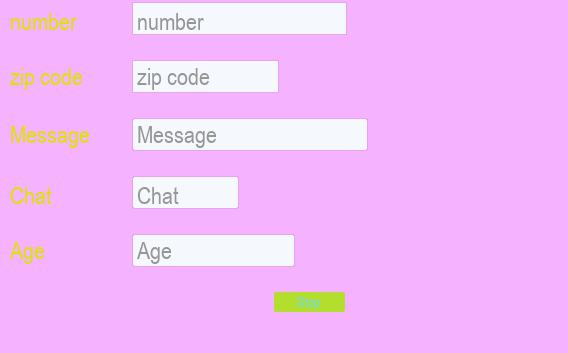 number number
zip code zip code
Message Message
Chat Chat
Age Age